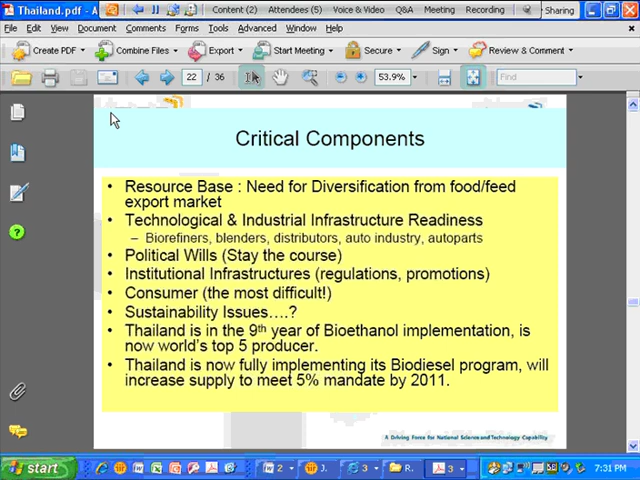 Thailand.pdf - A
Content (2)
Attendees (5)
Voice & Video
Q&A
Meeting
Recording
Sharing
File Edit View Document Comments Forms Tools Advanced Window Help
Create PDF
Combine Files
Export
Start Meeting
Secure
Sign
Review & Comment
22 / 36
53.9%
Find
Critical Components
• Resource Base : Need for Diversification from food/feed
export market
• Technological & Industrial Infrastructure Readiness
– Biorefiners, blenders, distributors, auto industry, autoparts
• Political Wills (Stay the course)
• Institutional Infrastructures (regulations, promotions)
• Consumer (the most difficult!)
• Sustainability Issues….?
• Thailand is in the 9th year of Bioethanol implementation, is
now world's top 5 producer.
• Thailand is now fully implementing its Biodiesel program, will
increase supply to meet 5% mandate by 2011.
A Driving Force for National Science and Technology Capability
start
2
J.
3
R.
3
7:31 PM